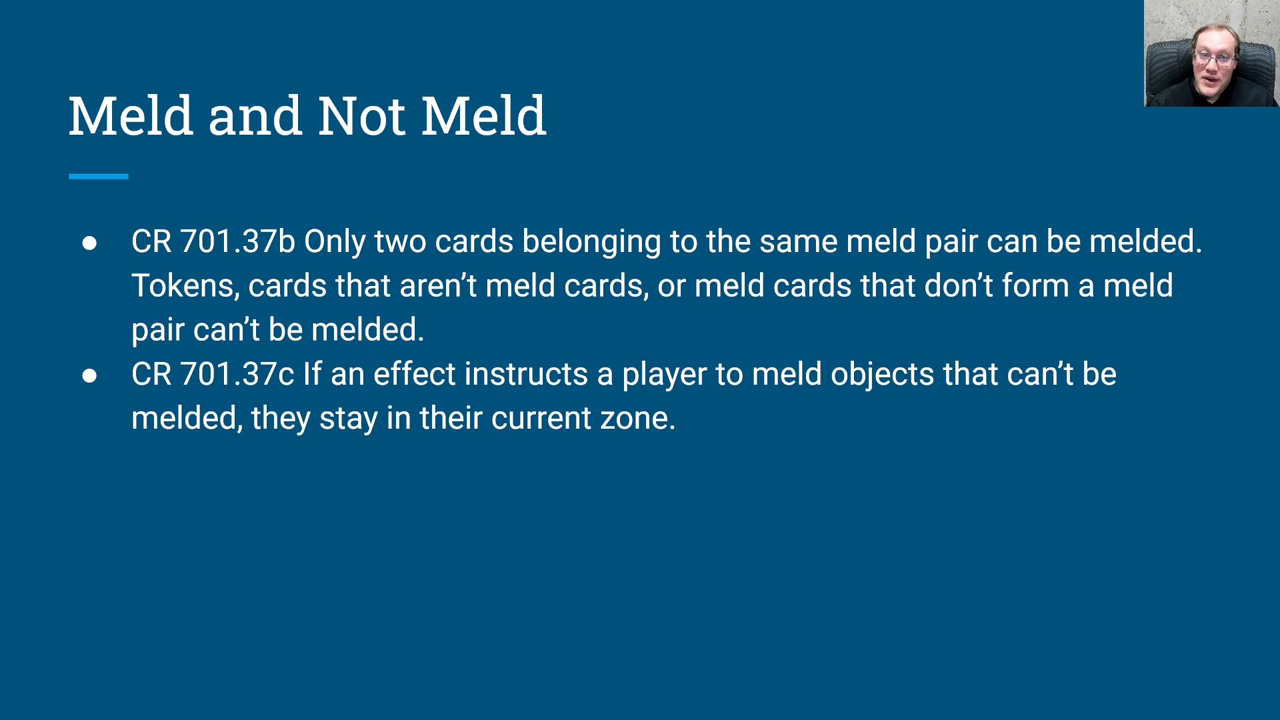 Meld and Not Meld
● CR 701.37b Only two cards belonging to the same meld pair can be melded.
Tokens, cards that aren’t meld cards, or meld cards that don’t form a meld
pair can’t be melded.
● CR 701.37c If an effect instructs a player to meld objects that can’t be
melded, they stay in their current zone.